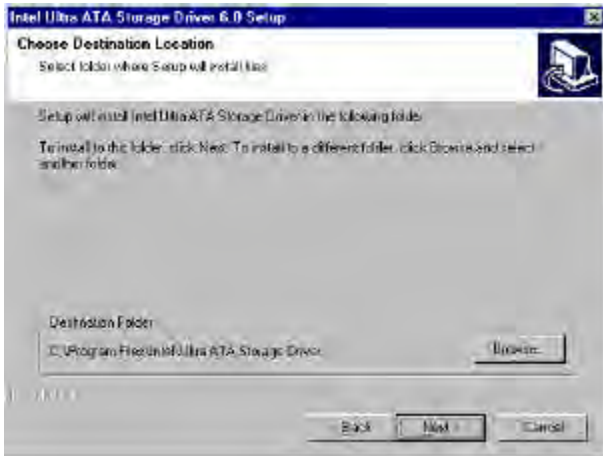 Intel Ultra ATA Storage Driver 6.0 Setup
Choose Destination Location
Select folder where Setup will install files
Setup will install Intel Ultra ATA Storage Driver in the following folder
To install to this folder, click Next. To install to a different folder, click Browse and select
another folder.
Destination Folder
C:\Program Files\Intel\Ultra ATA Storage Driver
Browse...
Back
Next >
Cancel